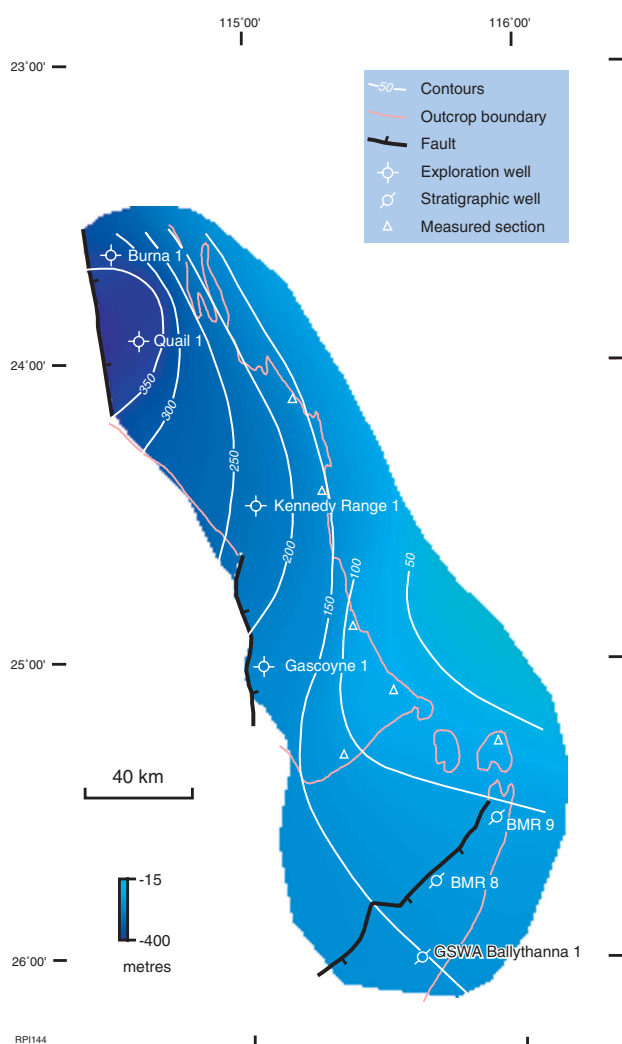 115°00'
116°00'
23°00'
50
Contours
Outcrop boundary
Fault
Exploration well
Stratigraphic well
Measured section
Burna 1
Quail 1
24°00'
350
300
250
Kennedy Range 1
200
100
50
150
25°00'
Gascoyne 1
40 km
BMR 9
BMR 8
-15
-400
metres
GSWA Ballythanna 1
26°00'
RPI144